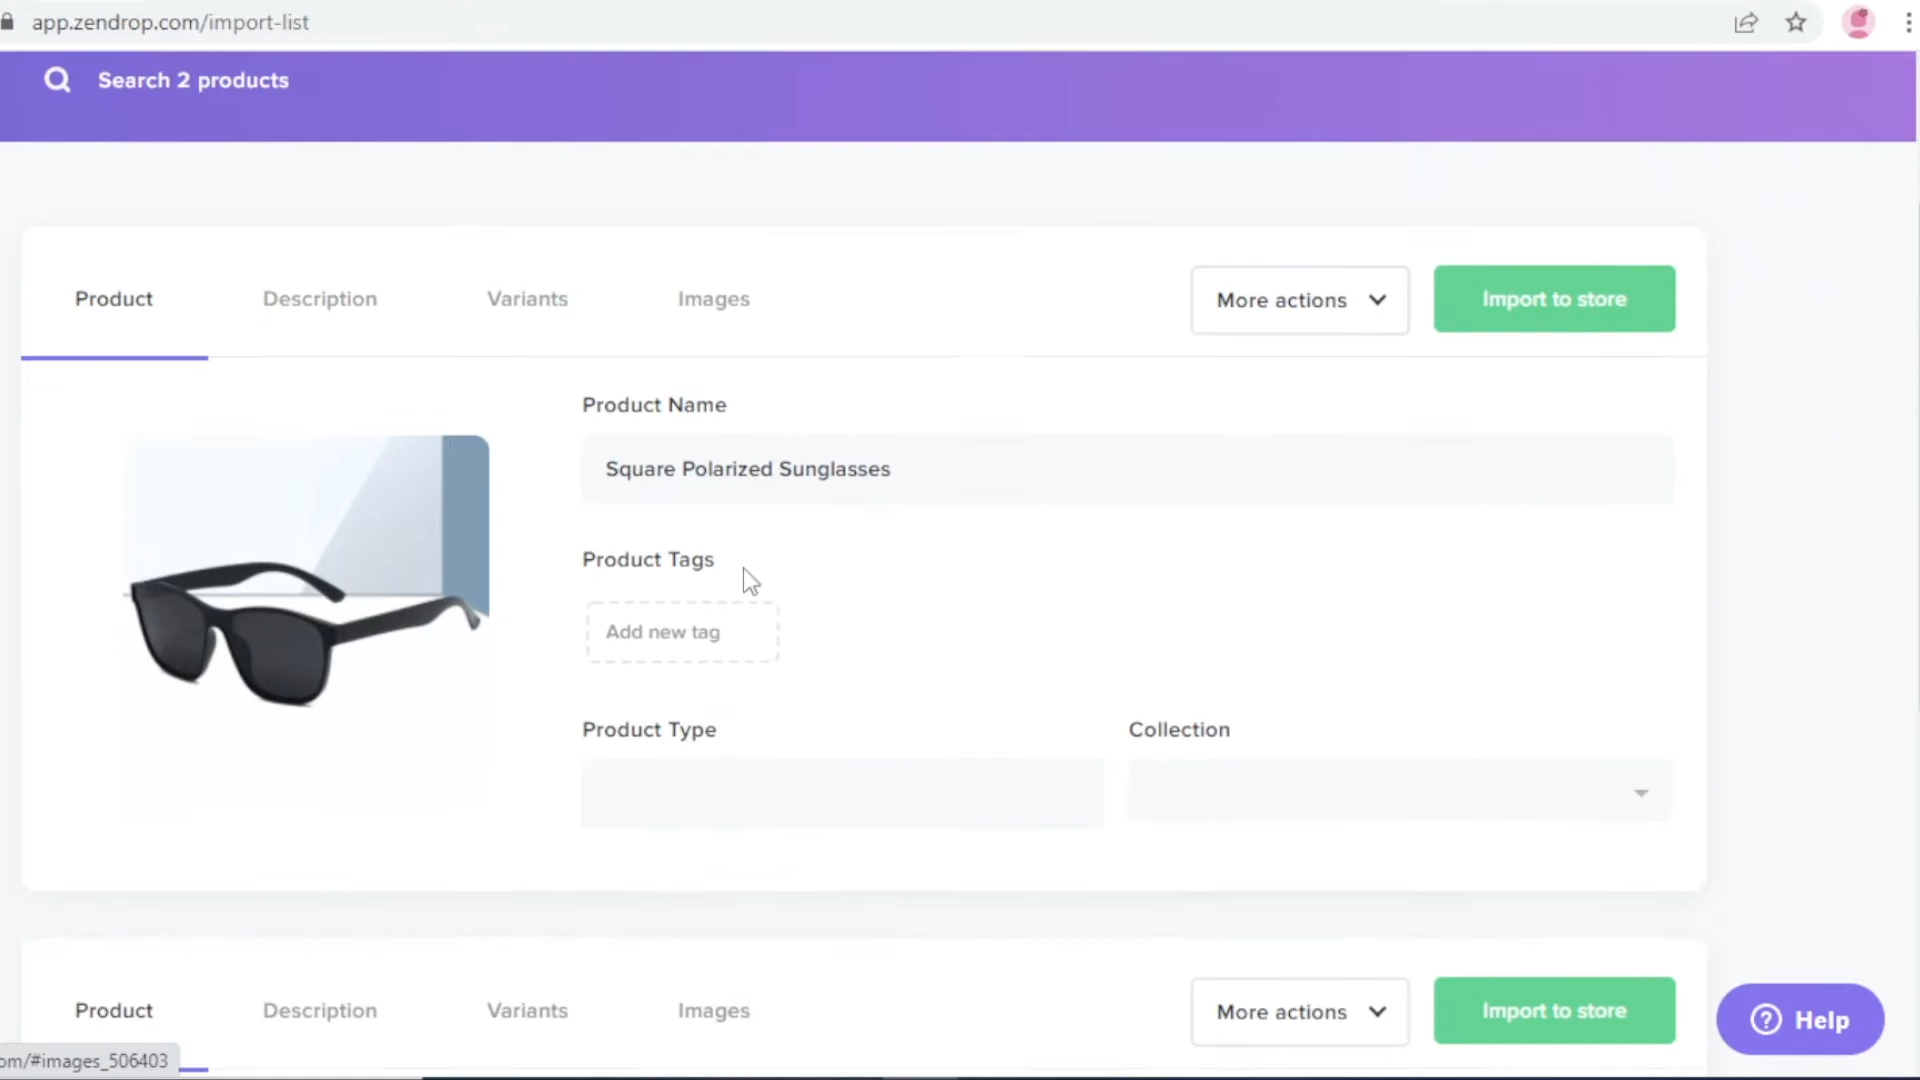 app.zendrop.com/import-list
Search 2 products
Product Description Variants Images More actions Import to store
Product Name
Square Polarized Sunglasses
Product Tags
Add new tag
Product Type Collection
Product Description Variants Images More actions Import to store
? Help
om/#images_506403